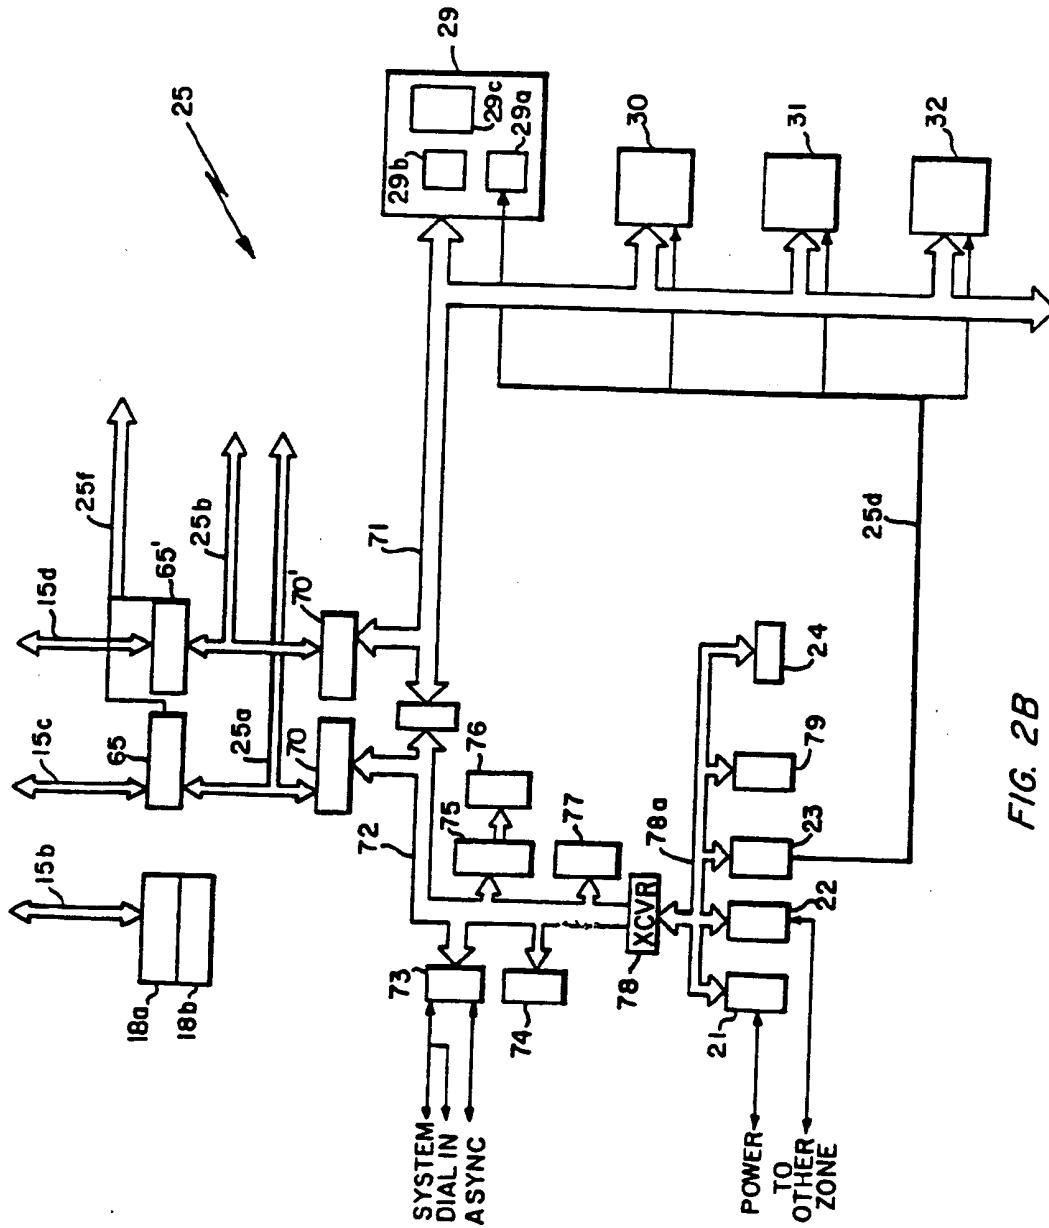 25
29
29b
29c
29a
30
31
32
15b
15c
15d
25f
65
65'
18a
18b
25a
25b
70
70'
71
72
76
75
77
73
74
SYSTEM
DIAL IN
ASYNC
78
XCVR
78a
21
22
23
79
24
25d
POWER
TO
OTHER
ZONE
FIG. 2B